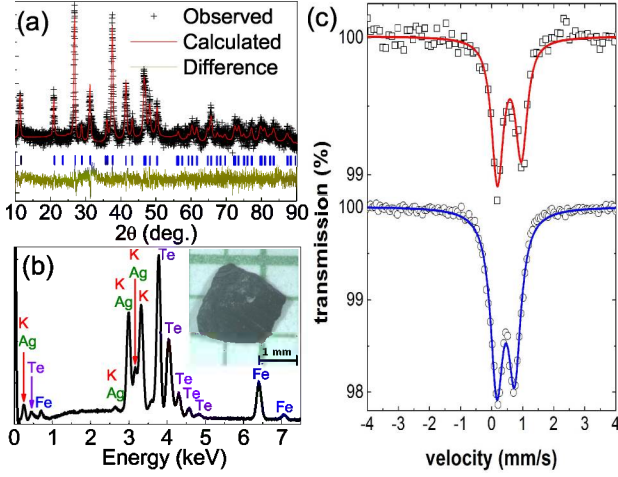 (a)
Observed
Calculated
Difference
10 20 30 40 50 60 70 80 90
2θ (deg.)
(b)
K
Ag
Te
Fe
K
Ag
Ag
K
Ag
K
Te
Te
Te
Te
Te
Fe
Fe
1 mm
0 1 2 3 4 5 6 7
Energy (keV)
(c)
100
99
100
99
98
transmission (%)
-4 -3 -2 -1 0 1 2 3 4
velocity (mm/s)